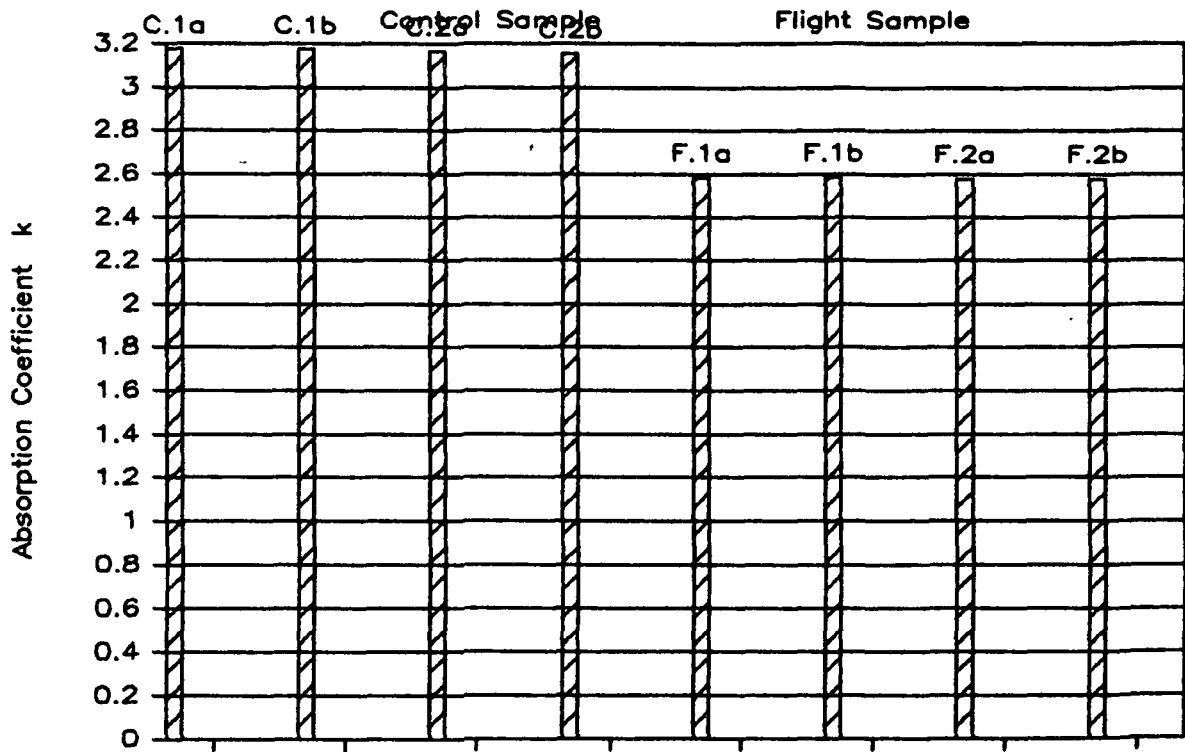 Control Sample
Flight Sample
C.1a
C.1b
C.2a
C.2b
F.1a
F.1b
F.2a
F.2b
3.2
3
2.8
2.6
2.4
2.2
2
1.8
1.6
1.4
1.2
1
0.8
0.6
0.4
0.2
0
Absorption Coefficient k